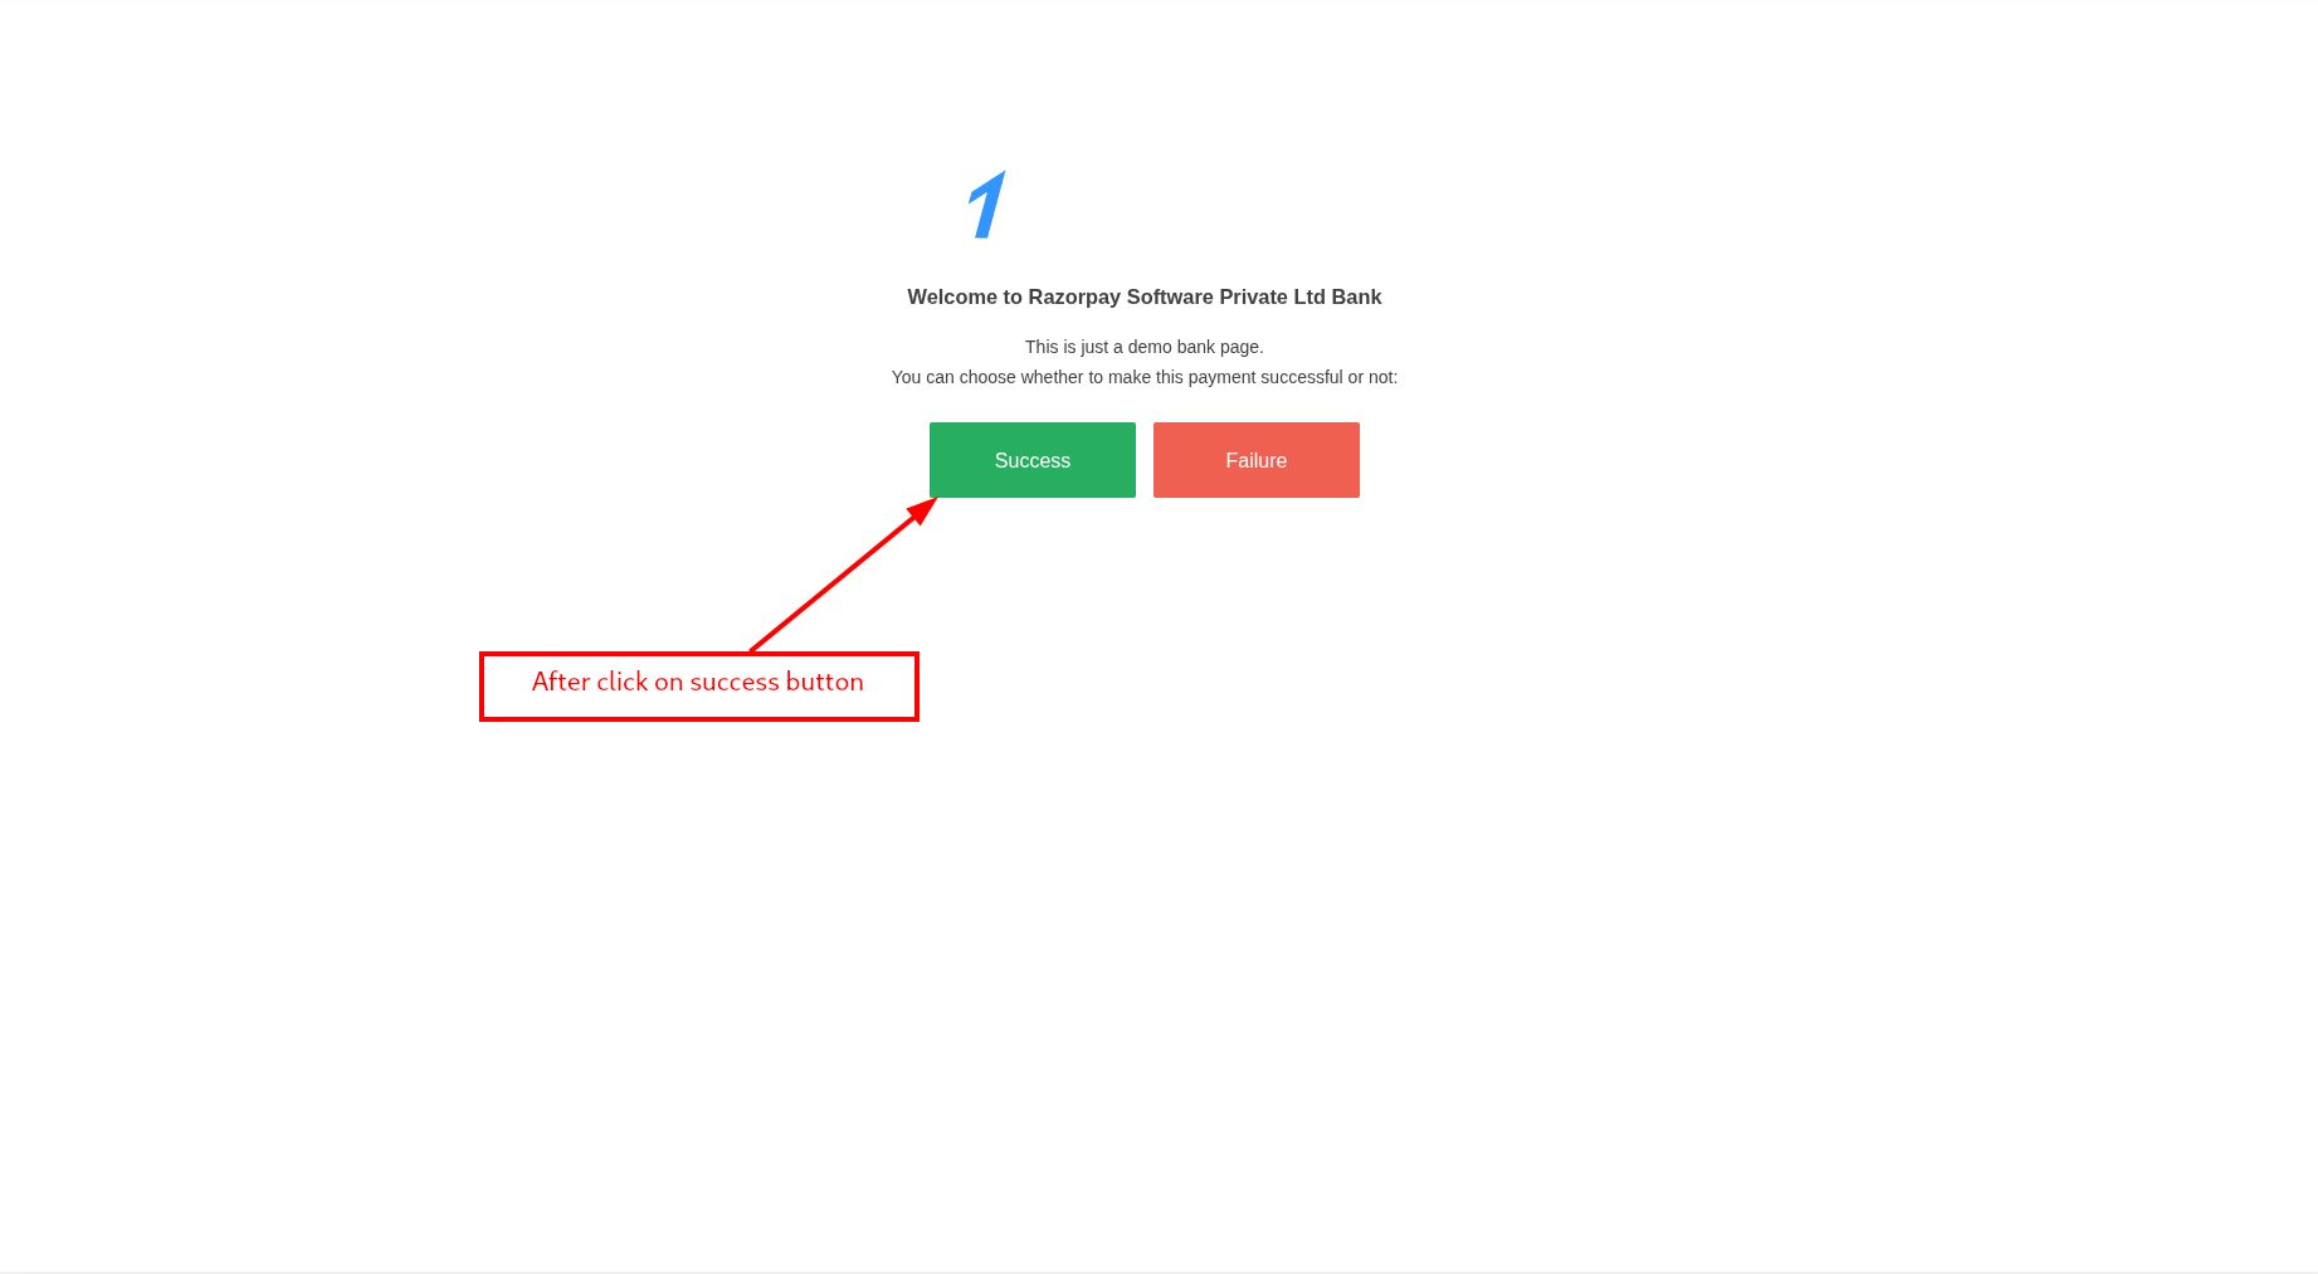 Welcome to Razorpay Software Private Ltd Bank
This is just a demo bank page.
You can choose whether to make this payment successful or not:
Success
Failure
After click on success button